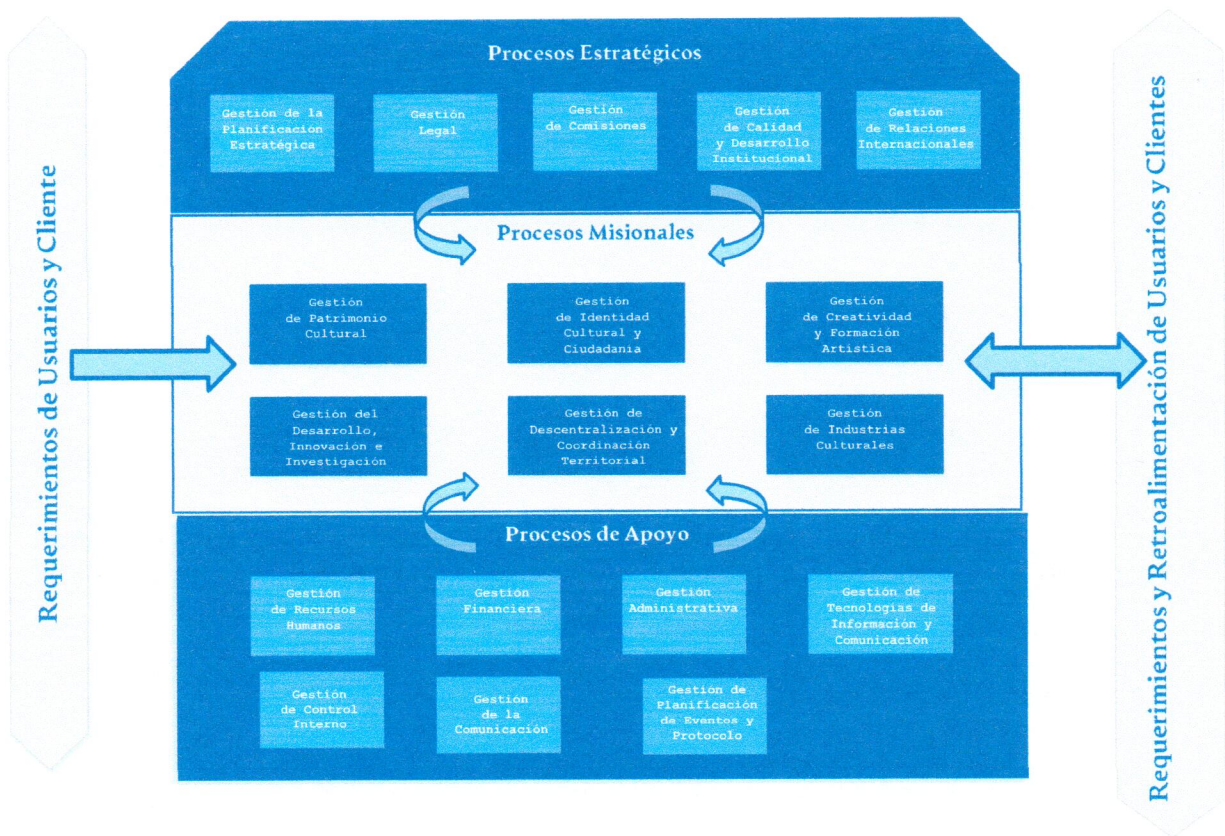 Requerimientos de Usuarios y Cliente
Procesos Estratégicos
Gestión de la
Planificación
Estratégica
Gestión
Legal
Gestión
de Comisiones
Gestión
de Calidad
y Desarrollo
Institucional
Gestión
de Relaciones
Internacionales
Procesos Misionales
Gestión
de Patrimonio
Cultural
Gestión
de Identidad
Cultural y
Ciudadanía
Gestión
de Creatividad
y Formación
Artística
Gestión del
Desarrollo,
Innovación e
Investigación
Gestión de
Descentralización y
Coordinación
Territorial
Gestión
de Industrias
Culturales
Procesos de Apoyo
Gestión
de Recursos
Humanos
Gestión
Financiera
Gestión
Administrativa
Gestión de
Tecnologías de
Información y
Comunicación
Gestión
de Control
Interno
Gestión
de la
Comunicación
Gestión de
Planificación
de Eventos y
Protocolo
Requerimientos y Retroalimentación de Usuarios y Clientes